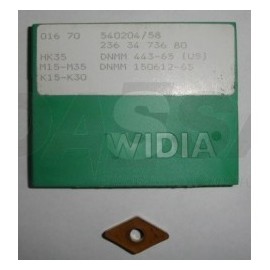 016 70 540204/58
236 34 736 80
HK35 DNMM 443-65 (US)
M15-M35 DNMM 150612-65
K15-K30
WIDIA